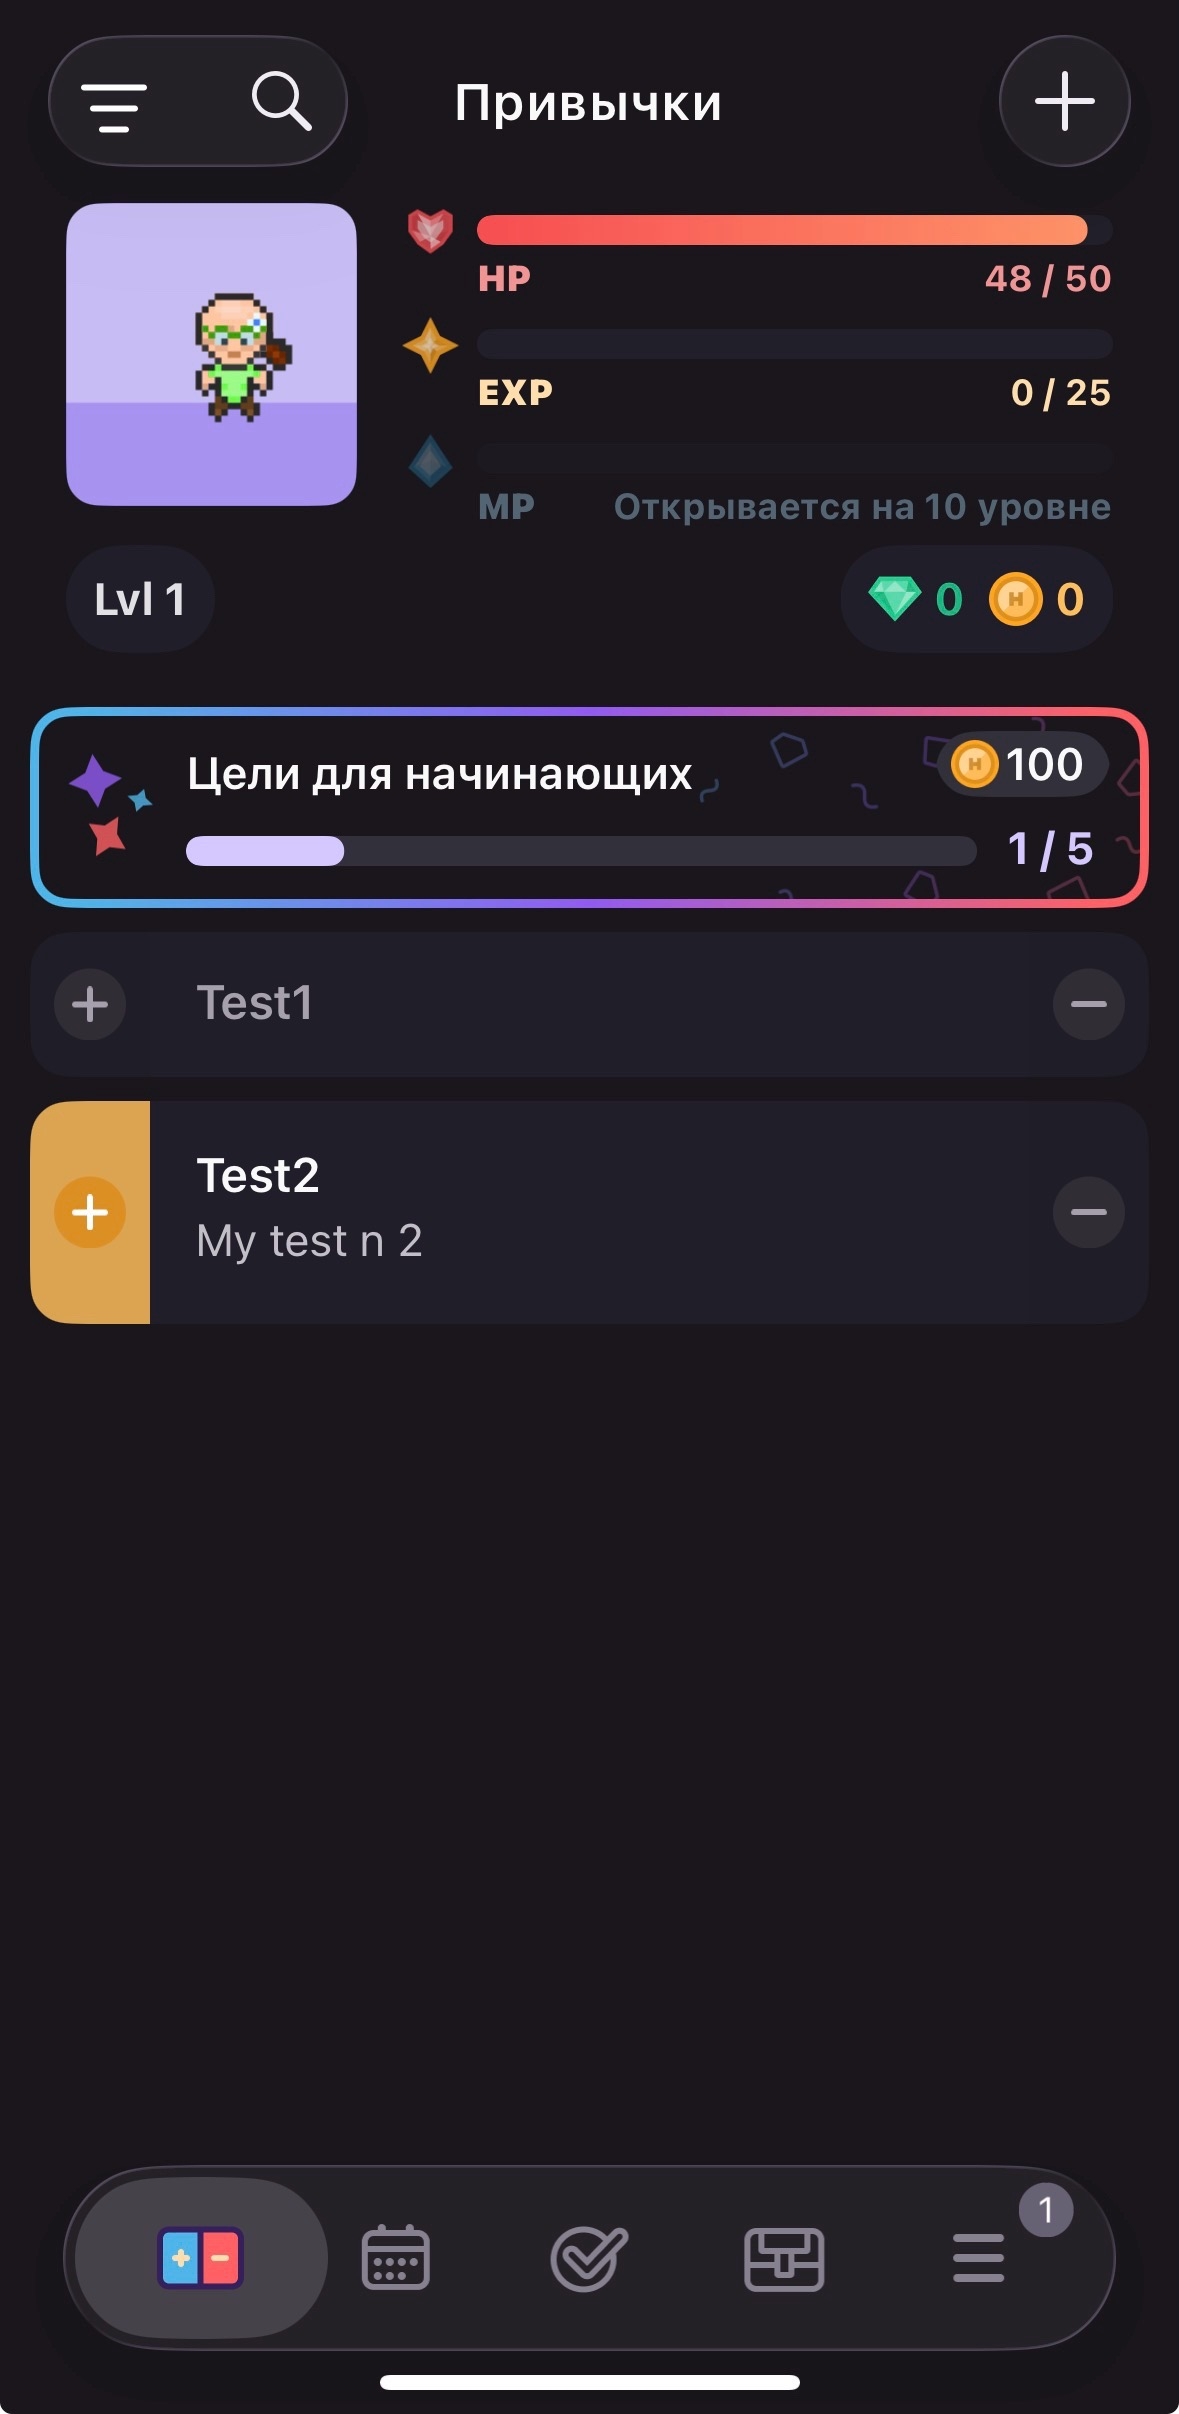 Привычки
HP 48 / 50
EXP 0 / 25
MP Открывается на 10 уровне
Lvl 1
0 0
Цели для начинающих 100
1 / 5
Test1
Test2
My test n 2
1